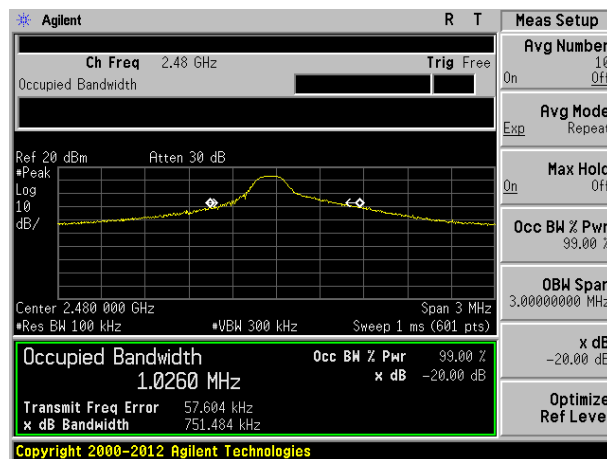 Agilent R T Meas Setup
Avg Number
10
On Off
Ch Freq 2.48 GHz Trig Free
Occupied Bandwidth
Avg Mode
Exp Repeat
Ref 20 dBm Atten 30 dB
#Peak
Log
10
dB/
Max Hold
On Off
Occ BW % Pwr
99.00 %
OBW Span
3.00000000 MHz
Center 2.480 000 GHz Span 3 MHz
#Res BW 100 kHz #VBW 300 kHz Sweep 1 ms (601 pts)
Occupied Bandwidth Occ BW % Pwr 99.00 %
1.0260 MHz x dB -20.00 dB
Transmit Freq Error 57.604 kHz
x dB Bandwidth 751.484 kHz
x dB
-20.00 dB
Optimize
Ref Level
Copyright 2000-2012 Agilent Technologies